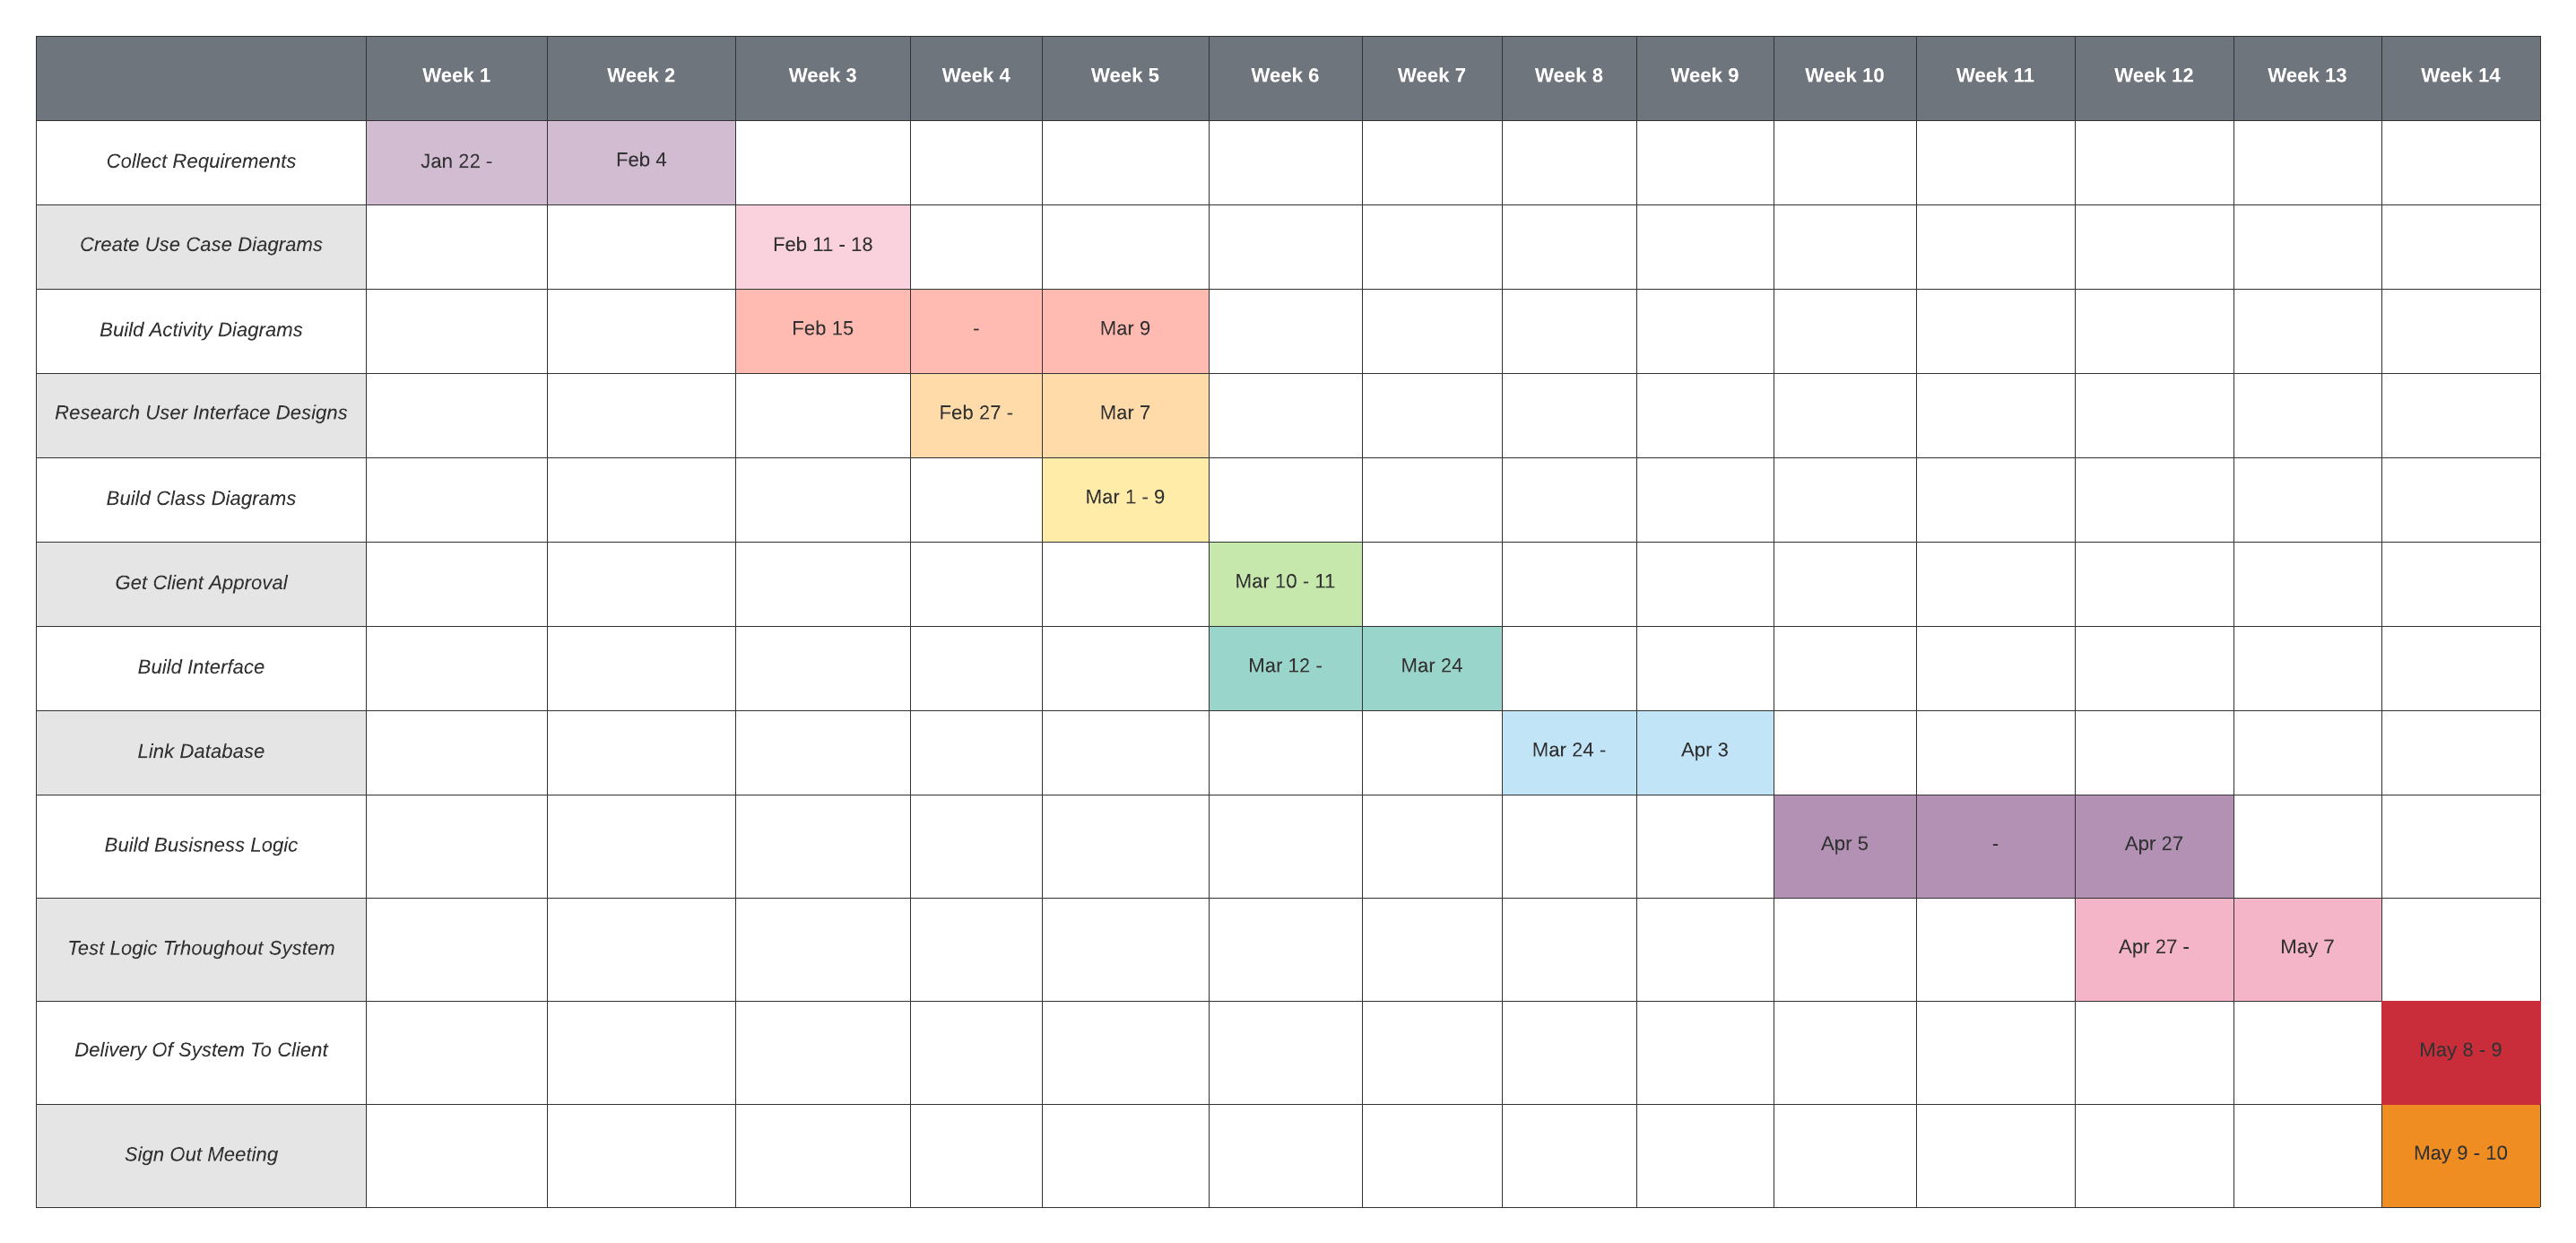 Week 1 Week 2 Week 3 Week 4 Week 5 Week 6 Week 7 Week 8 Week 9 Week 10 Week 11 Week 12 Week 13 Week 14
Collect Requirements Jan 22 - Feb 4
Create Use Case Diagrams Feb 11 - 18
Build Activity Diagrams Feb 15 - Mar 9
Research User Interface Designs Feb 27 - Mar 7
Build Class Diagrams Mar 1 - 9
Get Client Approval Mar 10 - 11
Build Interface Mar 12 - Mar 24
Link Database Mar 24 - Apr 3
Build Busisness Logic Apr 5 - Apr 27
Test Logic Trhoughout System Apr 27 - May 7
Delivery Of System To Client May 8 - 9
Sign Out Meeting May 9 - 10